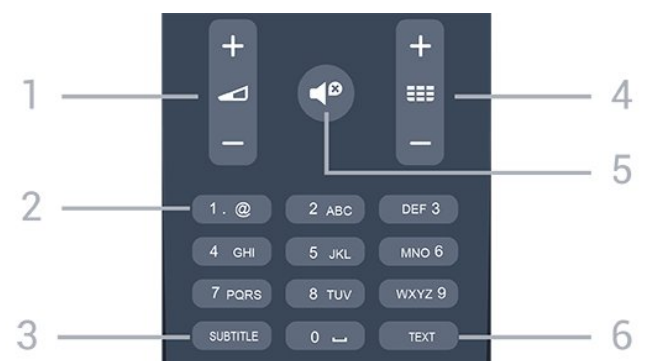 + +
1 4
− −
5
2 1 . @ 2 ABC DEF 3
4 GHI 5 JKL MNO 6
7 PQRS 8 TUV WXYZ 9
3 SUBTITLE 0 ⎵ TEXT 6